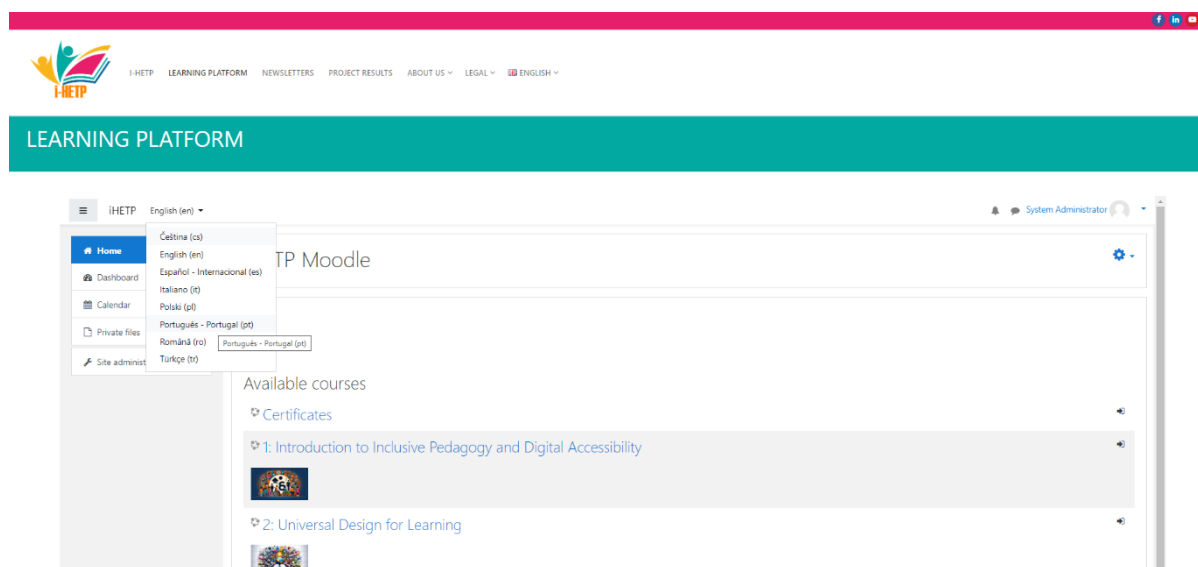 i-HETP
I-HETP LEARNING PLATFORM NEWSLETTERS PROJECT RESULTS ABOUT US LEGAL ENGLISH
LEARNING PLATFORM
iHETP English (en)
System Administrator
Čeština (cs)
English (en)
Español - Internacional (es)
Italiano (it)
Polski (pl)
Português - Portugal (pt)
Română (ro)
Türkçe (tr)
Português - Portugal (pt)
Home
Dashboard
Calendar
Private files
Site administ
TP Moodle
Available courses
Certificates
1: Introduction to Inclusive Pedagogy and Digital Accessibility
2: Universal Design for Learning